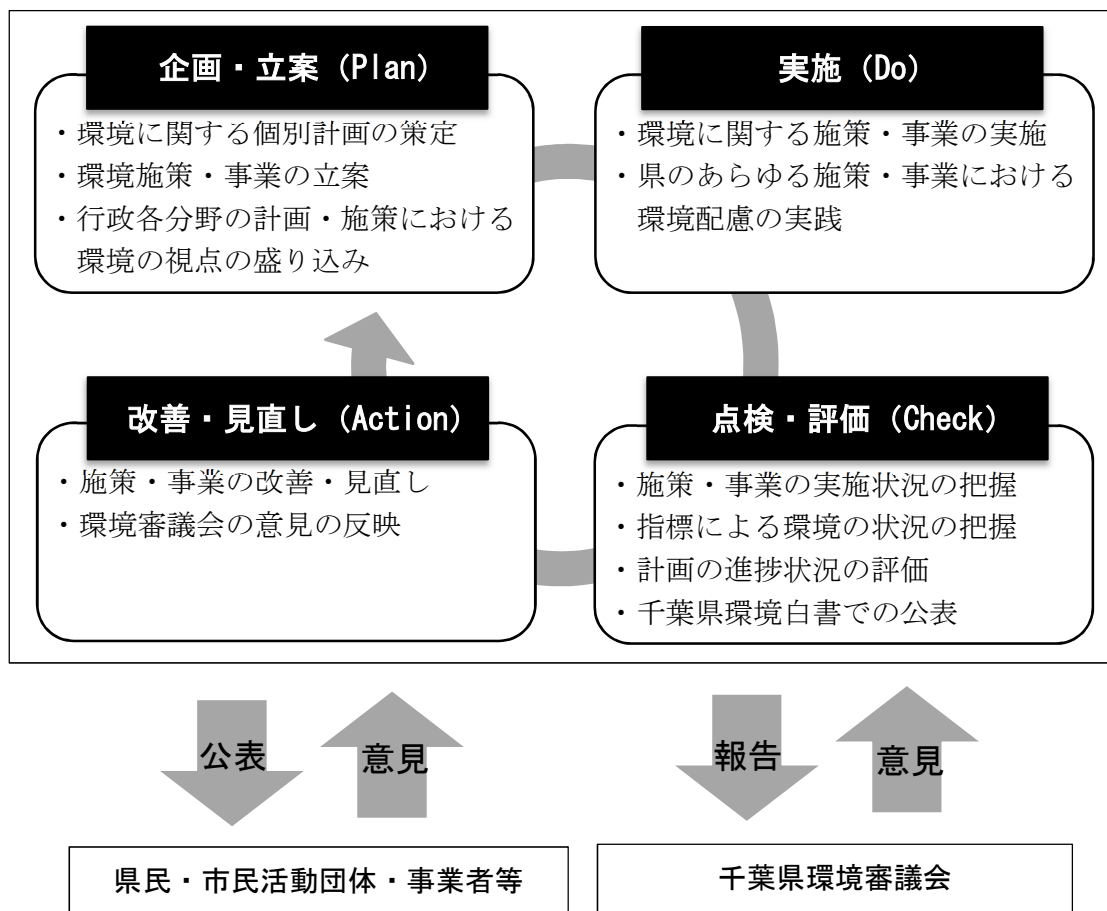 企画・立案（Plan）
・環境に関する個別計画の策定
・環境施策・事業の立案
・行政各分野の計画・施策における
環境の視点の盛り込み
実施（Do）
・環境に関する施策・事業の実施
・県のあらゆる施策・事業における
環境配慮の実践
改善・見直し（Action）
・施策・事業の改善・見直し
・環境審議会の意見の反映
点検・評価（Check）
・施策・事業の実施状況の把握
・指標による環境の状況の把握
・計画の進捗状況の評価
・千葉県環境白書での公表
公表
意見
報告
意見
県民・市民活動団体・事業者等
千葉県環境審議会